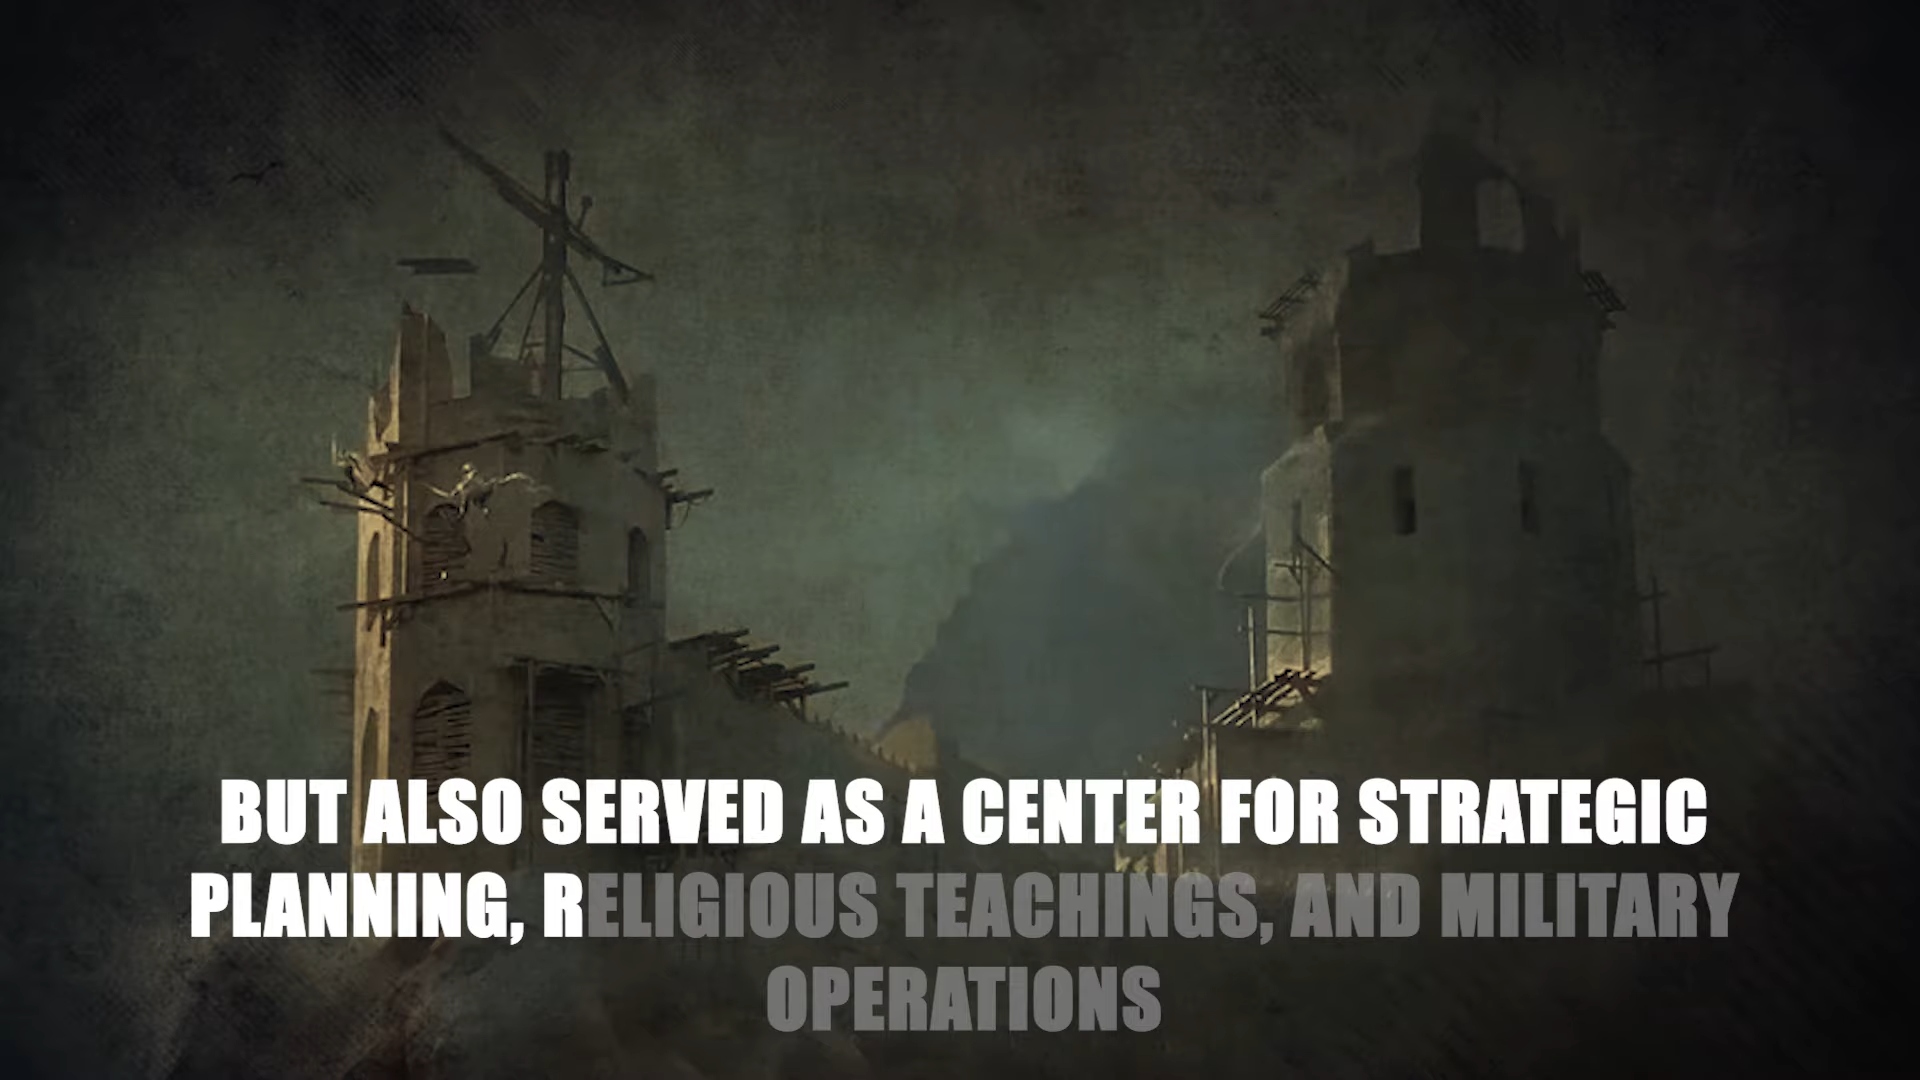 BUT ALSO SERVED AS A CENTER FOR STRATEGIC
PLANNING, RELIGIOUS TEACHINGS, AND MILITARY
OPERATIONS